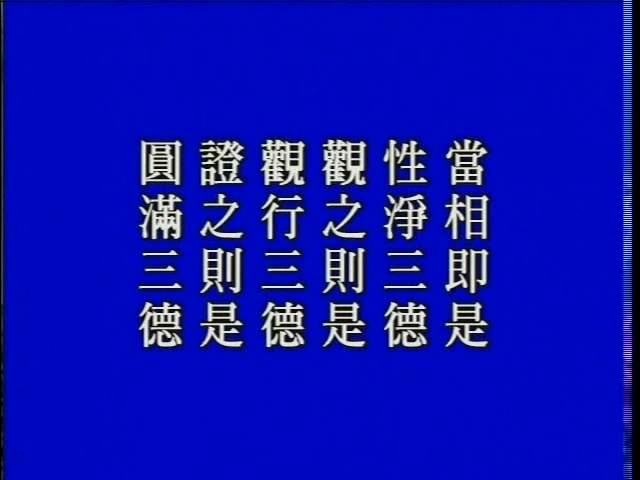 當相即是
性淨三德
觀之則是
觀行三德
證之則是
圓滿三德